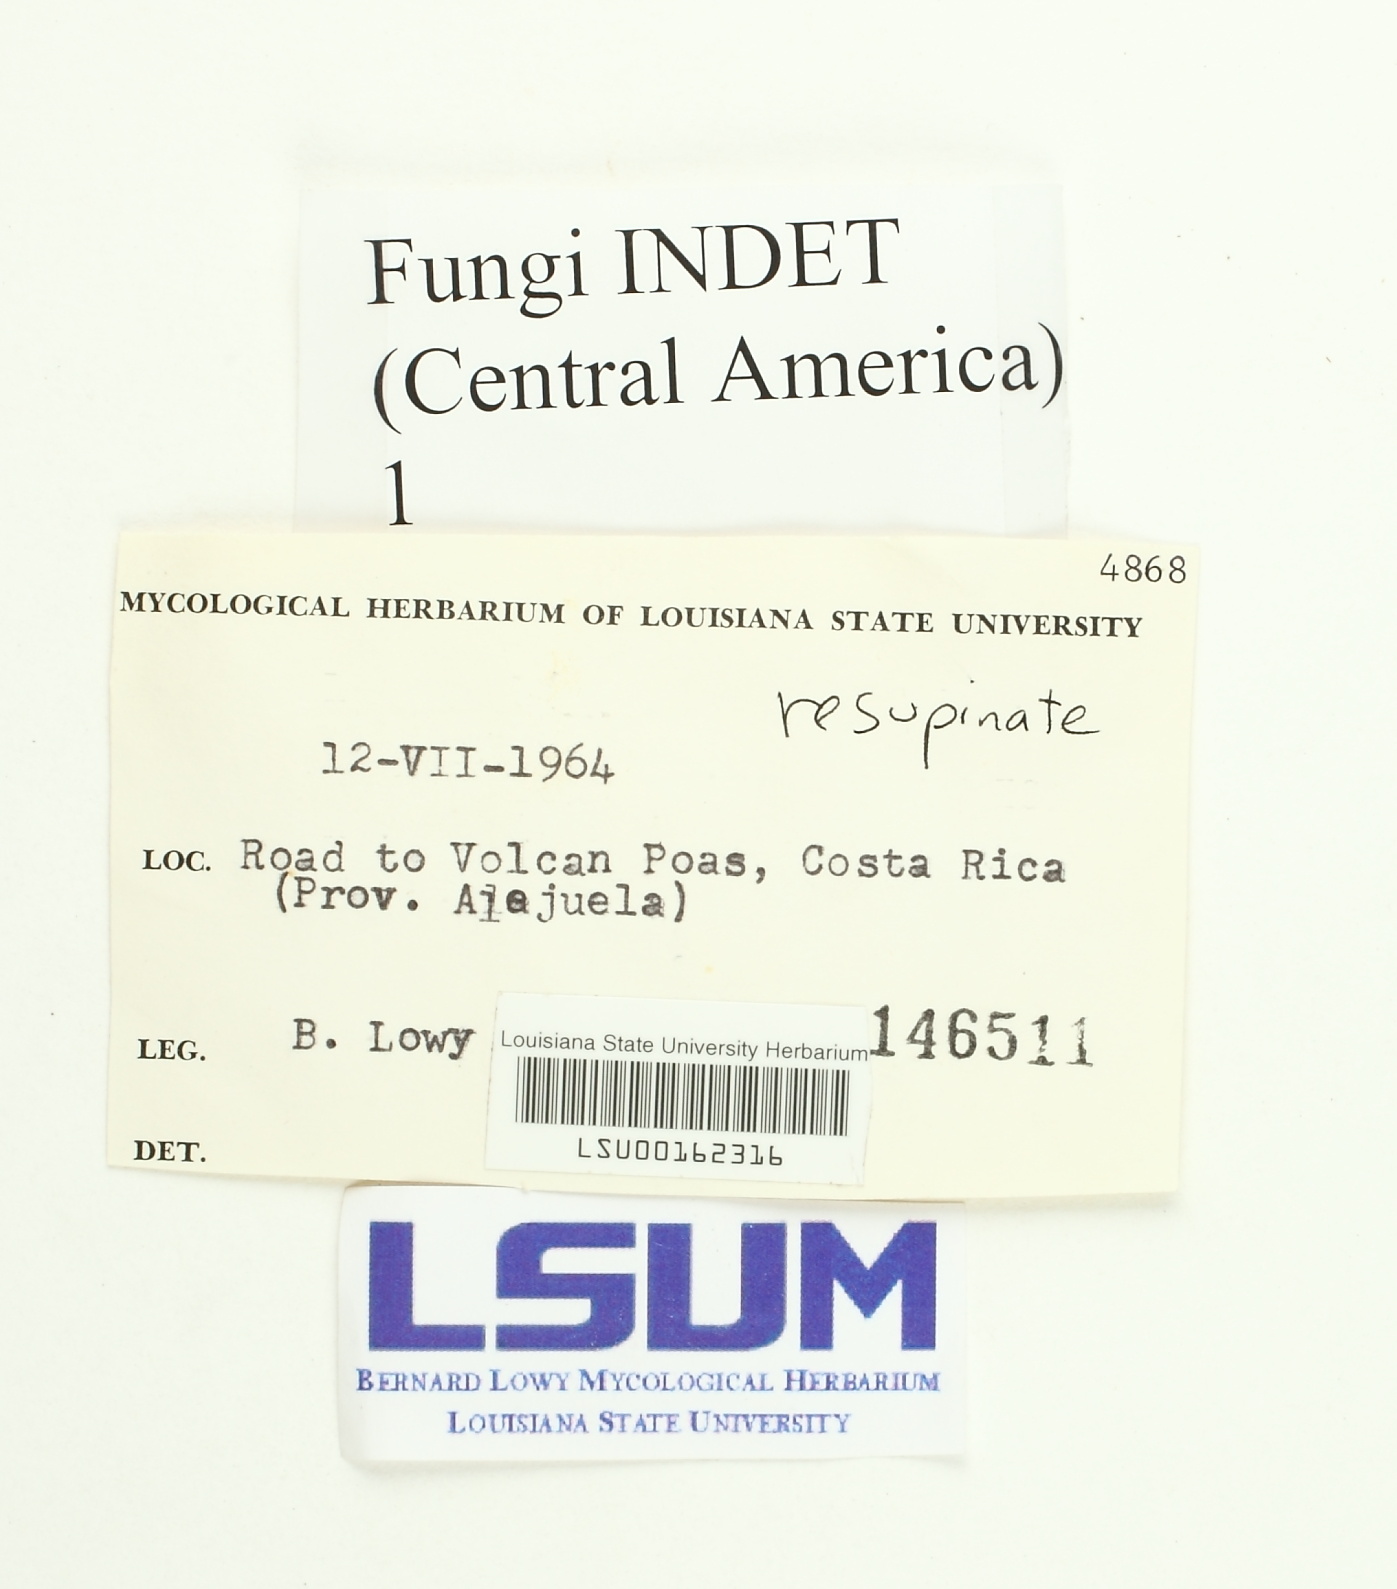 Fungi INDET
(Central America)
1
4868
MYCOLOGICAL HERBARIUM OF LOUISIANA STATE UNIVERSITY
resupinate
12-VII-1964
LOC. Road to Volcan Poas, Costa Rica
(Prov. Alajuela)
LEG. B. Lowy
Louisiana State University Herbarium
146511
LSU00162316
DET.
LSUM
BERNARD LOWY MYCOLOGICAL HERBARIUM
LOUISIANA STATE UNIVERSITY